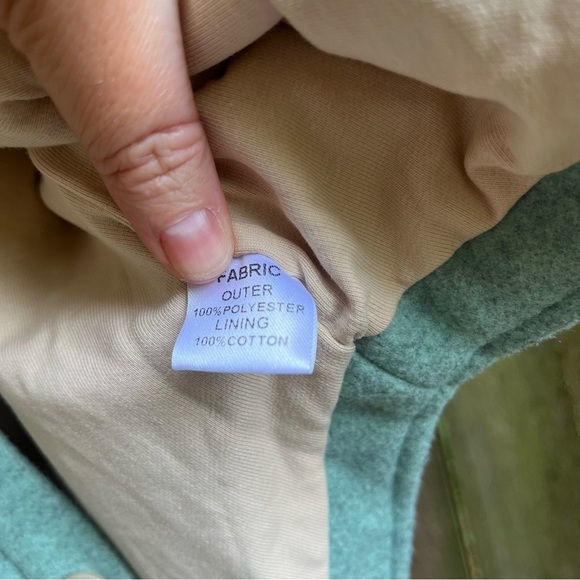 FABRIC
OUTER
100%POLYESTER
LINING
100%COTTON